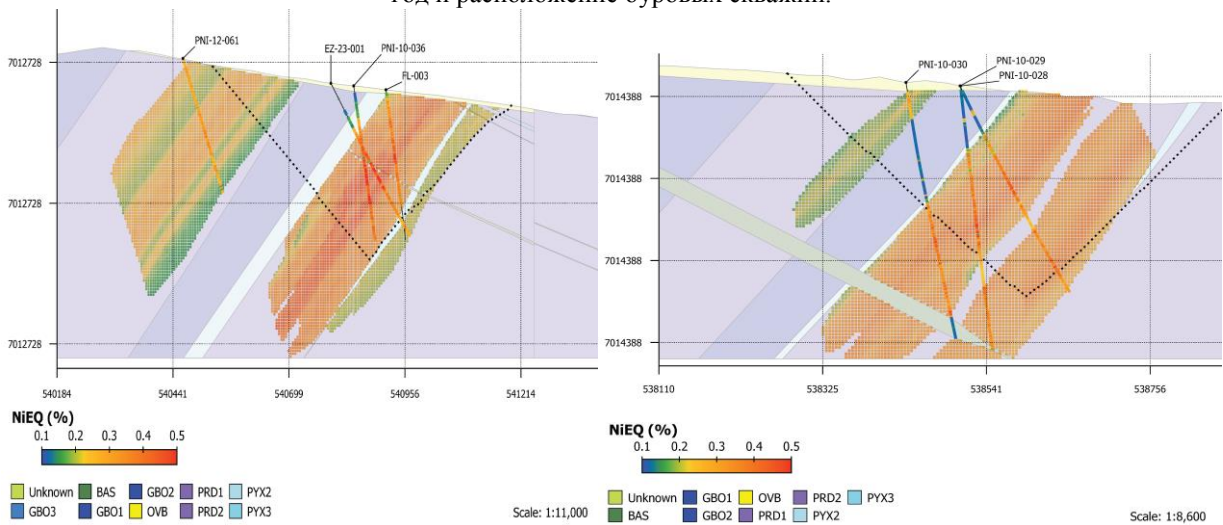 год и расположение буровых скважин.
PNI-12-061
EZ-23-001
PNI-10-036
FL-003
7012728
7012728
7012728
540184
540441
540699
540956
541214
NiEQ (%)
0.1 0.2 0.3 0.4 0.5
Unknown BAS GBO2 PRD1 PYX2
GBO3 GBO1 OVB PRD2 PYX3
Scale: 1:11,000
PNI-10-030
PNI-10-029
PNI-10-028
7014388
7014388
7014388
7014388
538110
538325
538541
538756
NiEQ (%)
0.1 0.2 0.3 0.4 0.5
Unknown GBO1 OVB PRD2 PYX3
BAS GBO2 PRD1 PYX2
Scale: 1:8,600